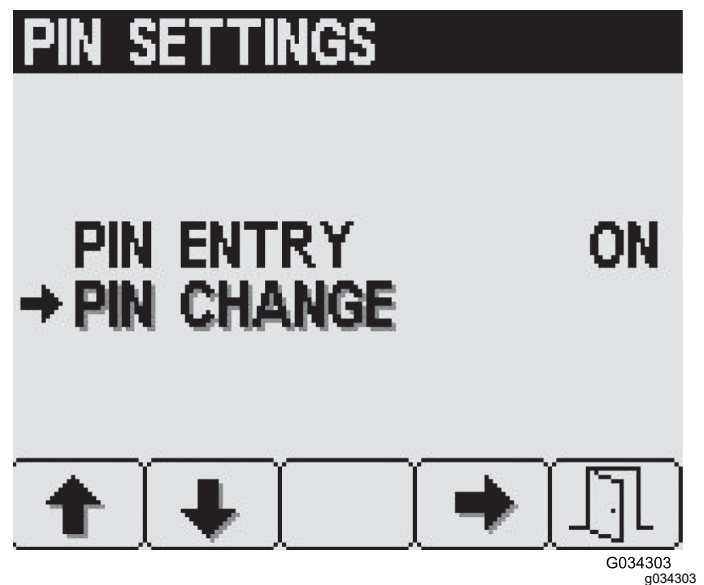 PIN SETTINGS
PIN ENTRY ON
PIN CHANGE
G034303
g034303